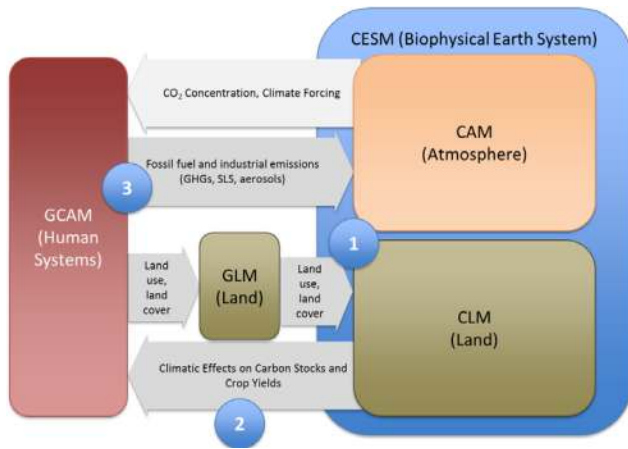 CESM (Biophysical Earth System)
CO₂ Concentration, Climate Forcing
CAM
(Atmosphere)
Fossil fuel and industrial emissions
(GHGs, SLS, aerosols)
3
GCAM
(Human
Systems)
1
Land
use,
land
cover
GLM
(Land)
Land
use,
land
cover
CLM
(Land)
Climatic Effects on Carbon Stocks and
Crop Yields
2